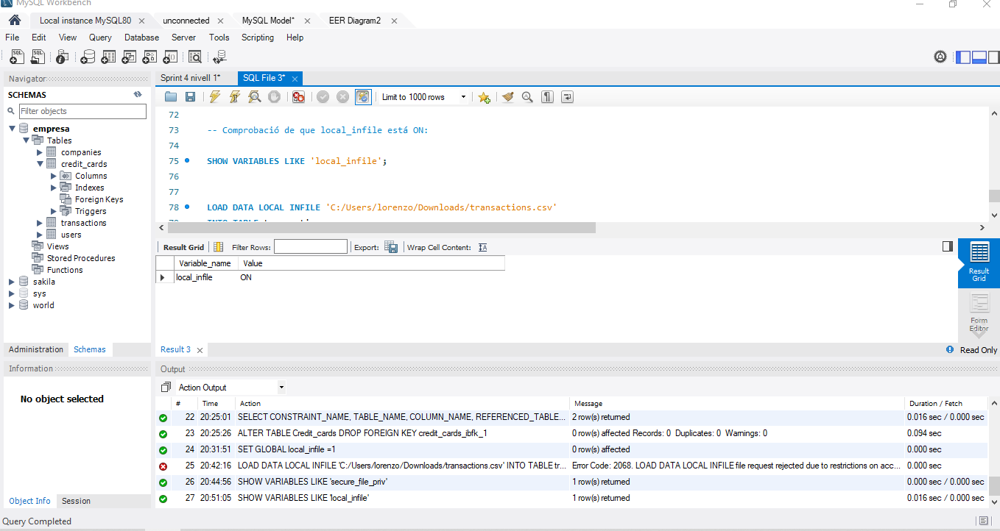 MySQL Workbench
Local instance MySQL80
unconnected
MySQL Model*
EER Diagram2
File Edit View Query Database Server Tools Scripting Help
Navigator
SCHEMAS
Filter objects
empresa
Tables
companies
credit_cards
Columns
Indexes
Foreign Keys
Triggers
transactions
users
Views
Stored Procedures
Functions
sakila
sys
world
Administration Schemas
Information
No object selected
Object Info Session
Query Completed
Sprint 4 nivell 1*
SQL File 3*
Limit to 1000 rows
72
73 -- Comprobació de que local_infile está ON:
74
75 SHOW VARIABLES LIKE 'local_infile';
76
77
78 LOAD DATA LOCAL INFILE 'C:/Users/lorenzo/Downloads/transactions.csv'
Result Grid Filter Rows: Export: Wrap Cell Content:
Variable_name Value
local_infile ON
Result Grid
Form Editor
Result 3
Read Only
Output
Action Output
# Time Action Message Duration / Fetch
22 20:25:01 SELECT CONSTRAINT_NAME, TABLE_NAME, COLUMN_NAME, REFERENCED_TABLE... 2 row(s) returned 0.016 sec / 0.000 sec
23 20:25:26 ALTER TABLE Credit_cards DROP FOREIGN KEY credit_cards_ibfk_1 0 row(s) affected Records: 0 Duplicates: 0 Warnings: 0 0.094 sec
24 20:31:51 SET GLOBAL local_infile =1 0 row(s) affected 0.000 sec
25 20:42:16 LOAD DATA LOCAL INFILE 'C:/Users/lorenzo/Downloads/transactions.csv' INTO TABLE tr... Error Code: 2068. LOAD DATA LOCAL INFILE file request rejected due to restrictions on acc... 0.000 sec
26 20:44:56 SHOW VARIABLES LIKE 'secure_file_priv' 1 row(s) returned 0.000 sec / 0.000 sec
27 20:51:05 SHOW VARIABLES LIKE 'local_infile' 1 row(s) returned 0.016 sec / 0.000 sec